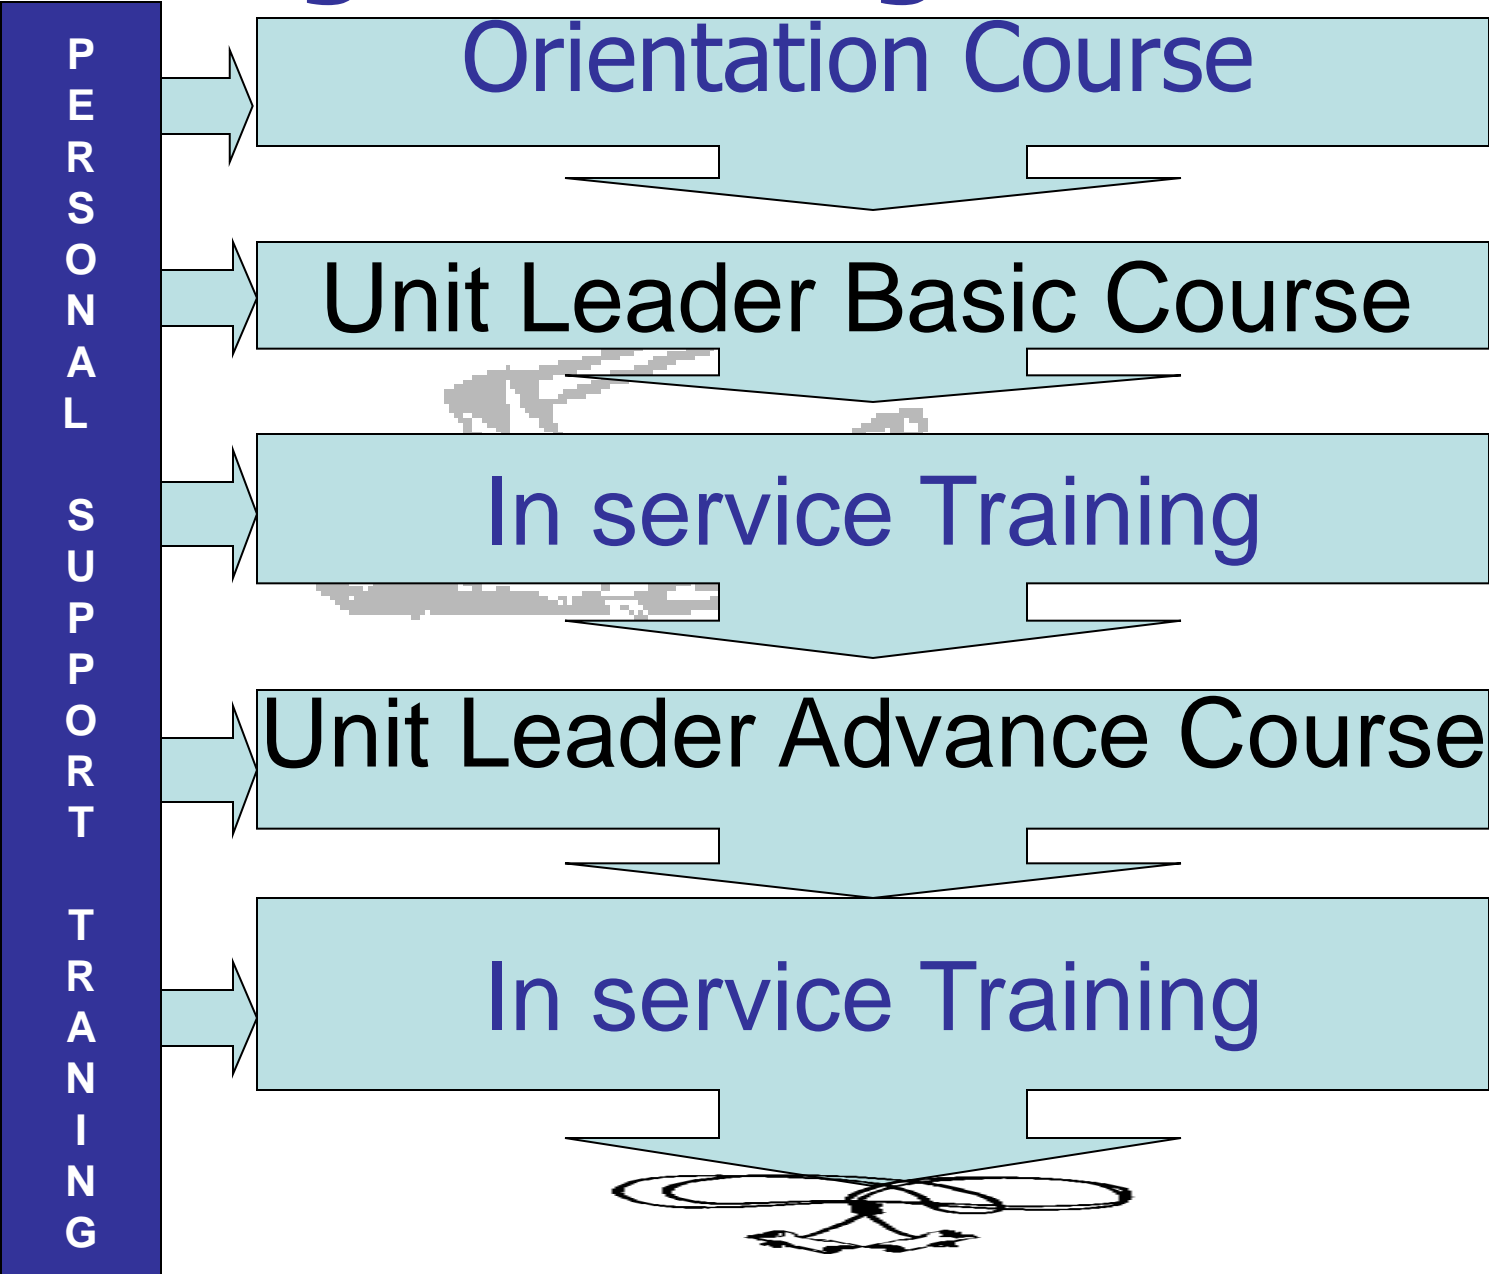 PERSONAL SUPPORT TRANING
Orientation Course
Unit Leader Basic Course
In service Training
Unit Leader Advance Course
In service Training